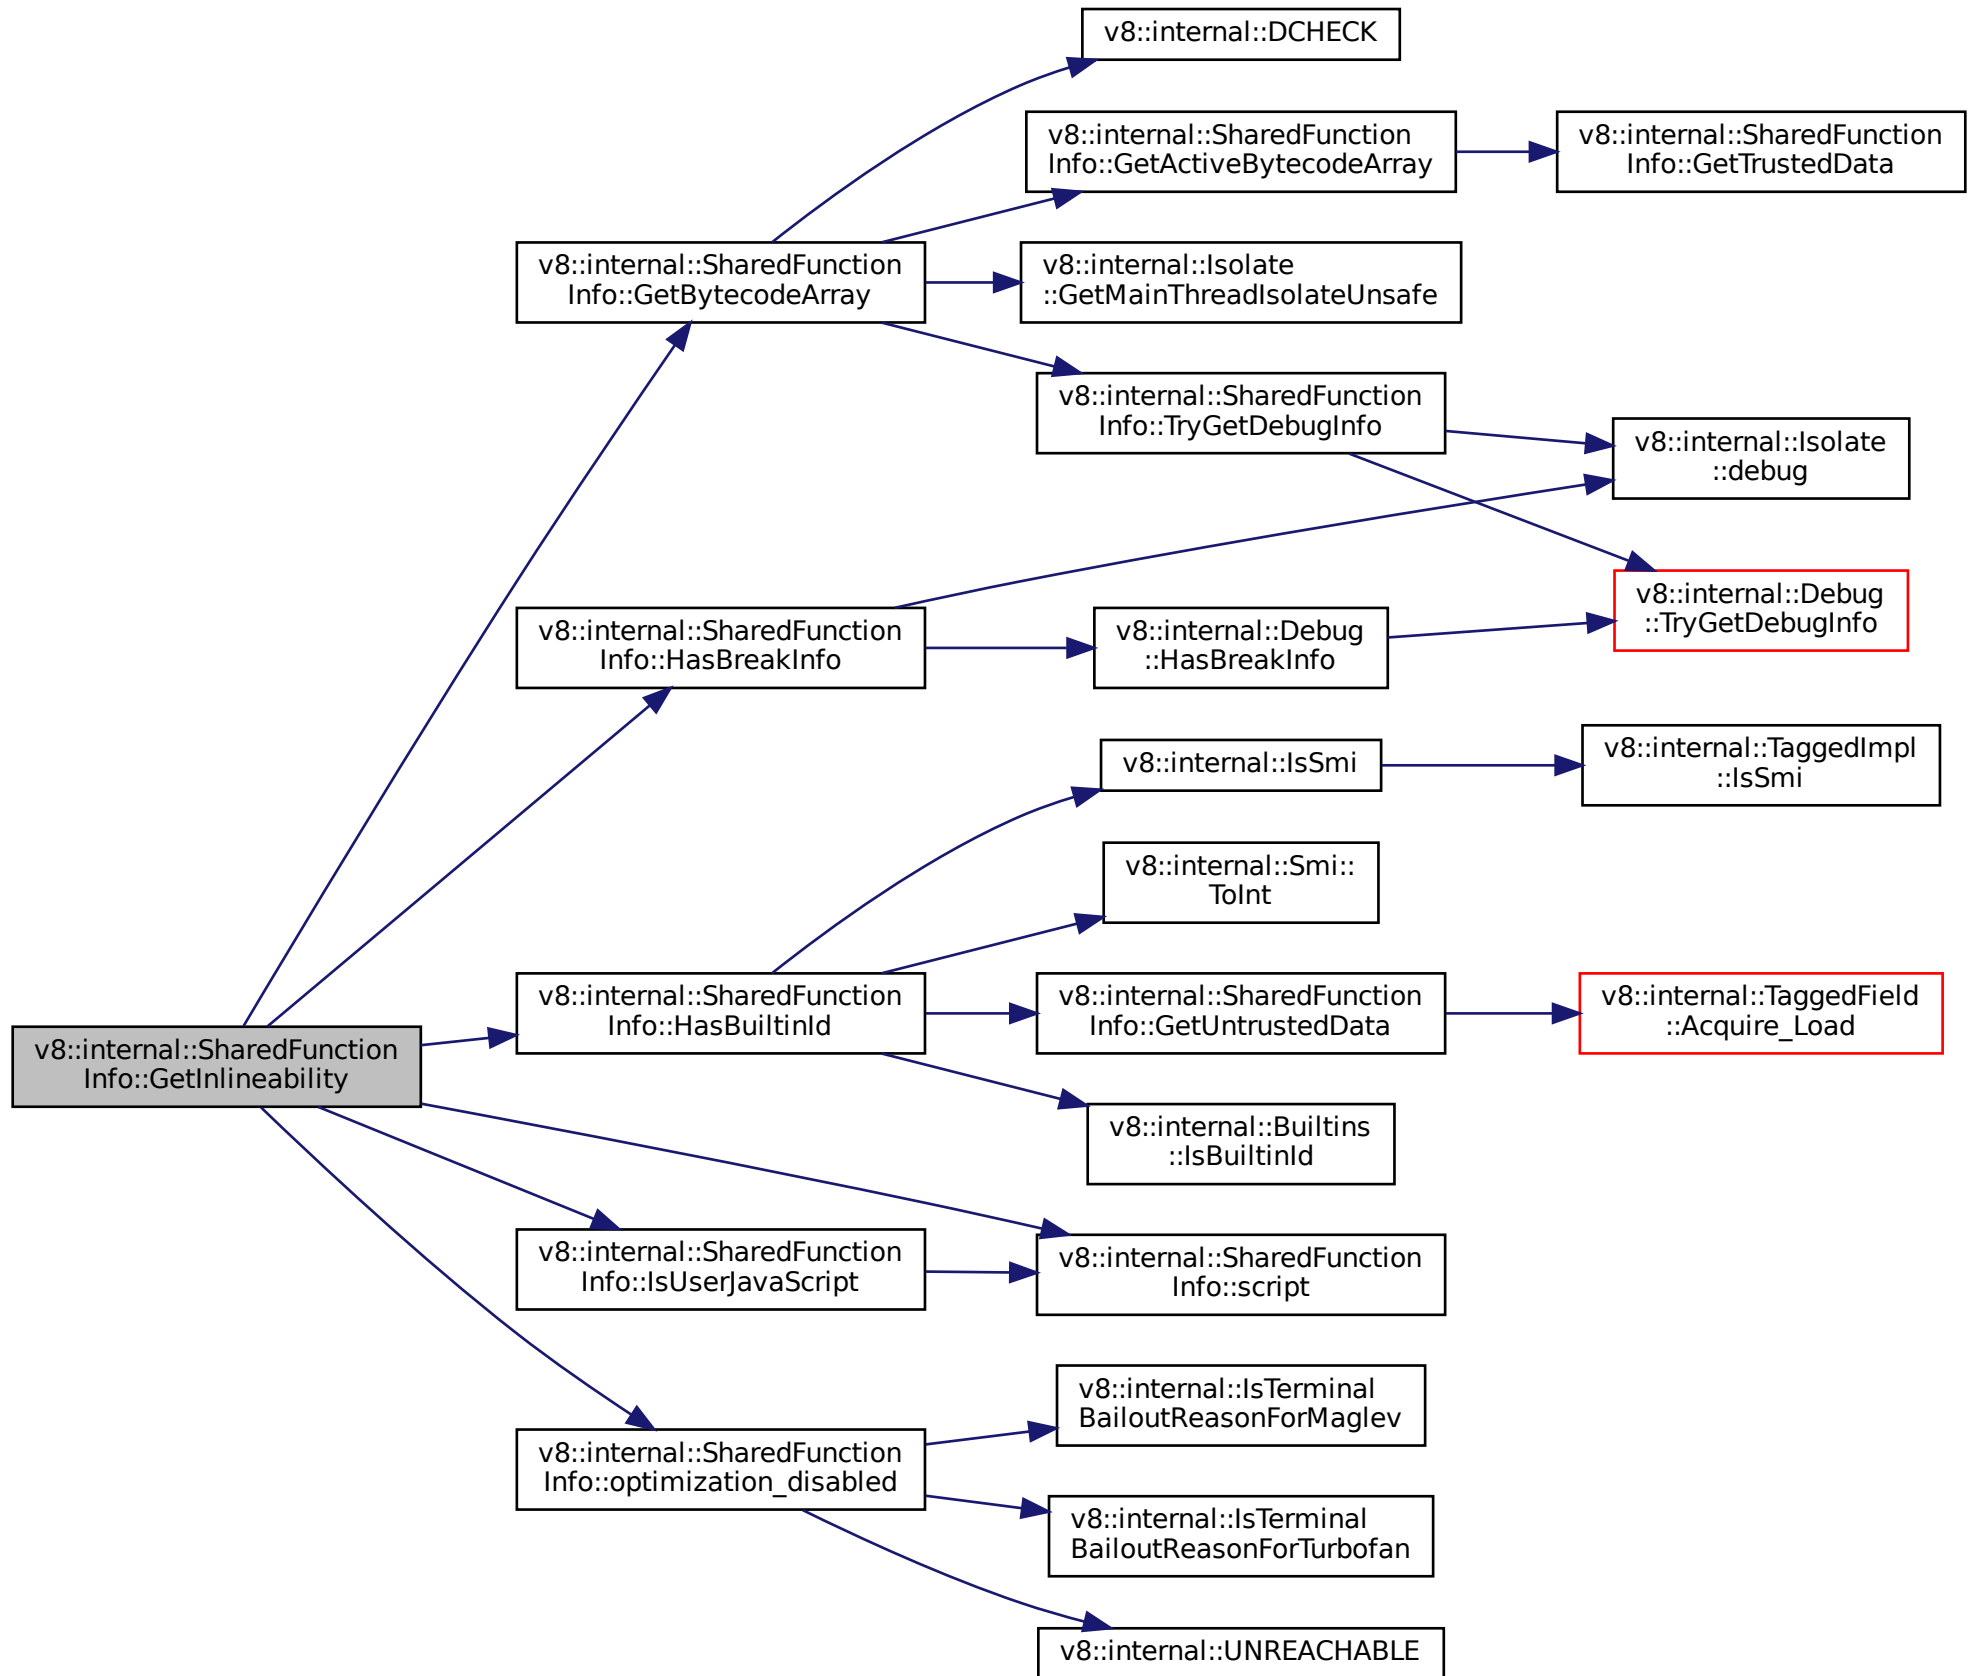 v8::internal::DCHECK
v8::internal::SharedFunction
Info::GetActiveBytecodeArray
v8::internal::SharedFunction
Info::GetTrustedData
v8::internal::SharedFunction
Info::GetBytecodeArray
v8::internal::Isolate
::GetMainThreadIsolateUnsafe
v8::internal::SharedFunction
Info::TryGetDebugInfo
v8::internal::Isolate
::debug
v8::internal::Debug
::TryGetDebugInfo
v8::internal::SharedFunction
Info::HasBreakInfo
v8::internal::Debug
::HasBreakInfo
v8::internal::IsSmi
v8::internal::TaggedImpl
::IsSmi
v8::internal::Smi::
ToInt
v8::internal::SharedFunction
Info::HasBuiltinId
v8::internal::SharedFunction
Info::GetUntrustedData
v8::internal::TaggedField
::Acquire_Load
v8::internal::SharedFunction
Info::GetInlineability
v8::internal::Builtins
::IsBuiltinId
v8::internal::SharedFunction
Info::IsUserJavaScript
v8::internal::SharedFunction
Info::script
v8::internal::IsTerminal
BailoutReasonForMaglev
v8::internal::SharedFunction
Info::optimization_disabled
v8::internal::IsTerminal
BailoutReasonForTurbofan
v8::internal::UNREACHABLE